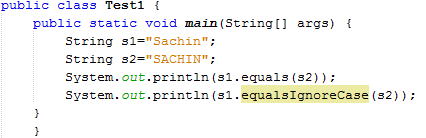 public class Test1 {
    public static void main(String[] args) {
        String s1="Sachin";
        String s2="SACHIN";
        System.out.println(s1.equals(s2));
        System.out.println(s1.equalsIgnoreCase(s2));
    }
    }